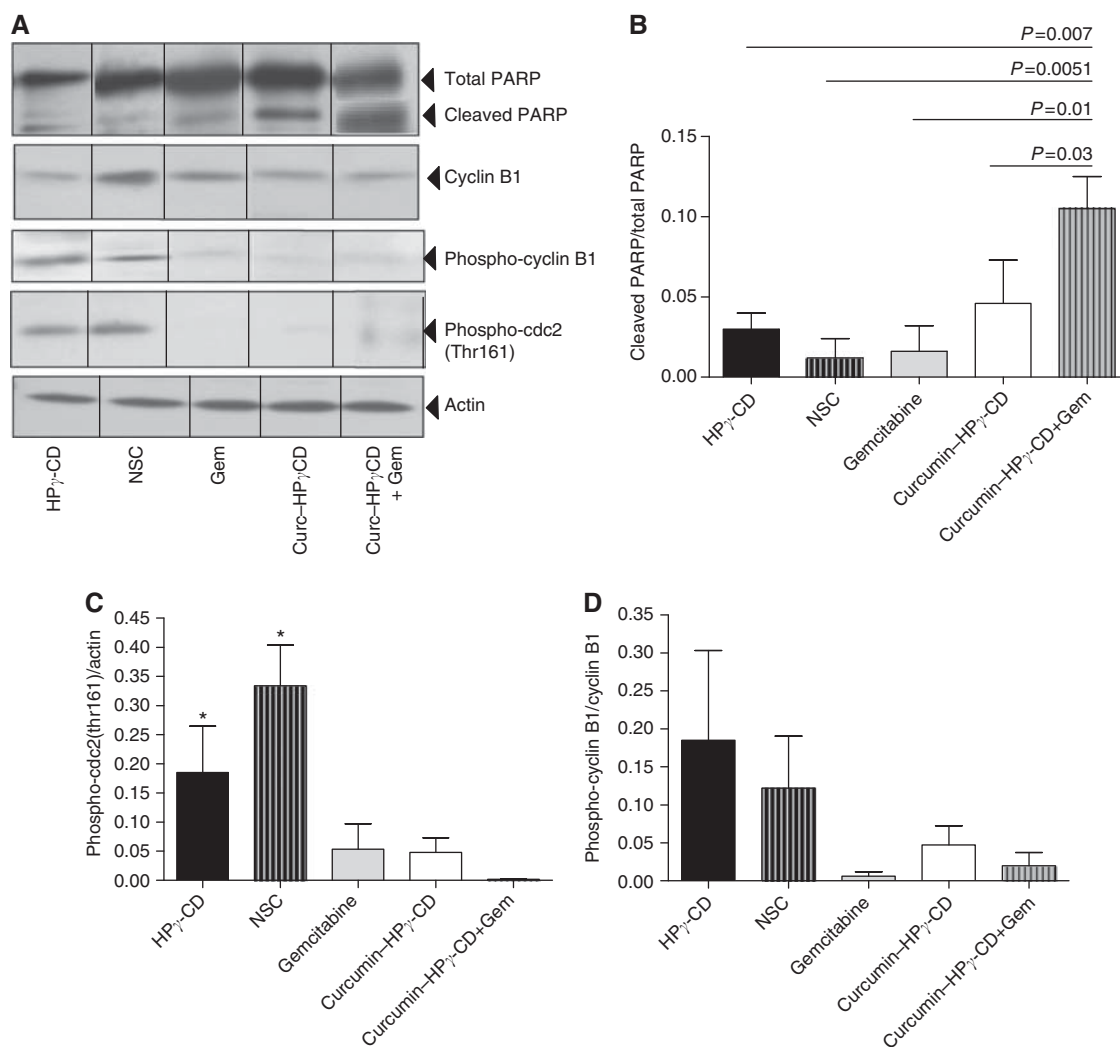 A
Total PARP
Cleaved PARP
Cyclin B1
Phospho-cyclin B1
Phospho-cdc2
(Thr161)
Actin
HPγ-CD
NSC
Gem
Curc–HPγCD
Curc–HPγCD
+ Gem
B
P=0.007
P=0.0051
P=0.01
P=0.03
Cleaved PARP/total PARP
0.15
0.10
0.05
0.00
HPγ-CD
NSC
Gemcitabine
Curcumin–HPγ-CD
Curcumin–HPγ-CD+Gem
C
Phospho-cdc2(thr161)/actin
0.45
0.40
0.35
0.30
0.25
0.20
0.15
0.10
0.05
0.00
*
*
HPγ-CD
NSC
Gemcitabine
Curcumin–HPγ-CD
Curcumin–HPγ-CD+Gem
D
Phospho-cyclin B1/cyclin B1
0.35
0.30
0.25
0.20
0.15
0.10
0.05
0.00
HPγ-CD
NSC
Gemcitabine
Curcumin–HPγ-CD
Curcumin–HPγ-CD+Gem